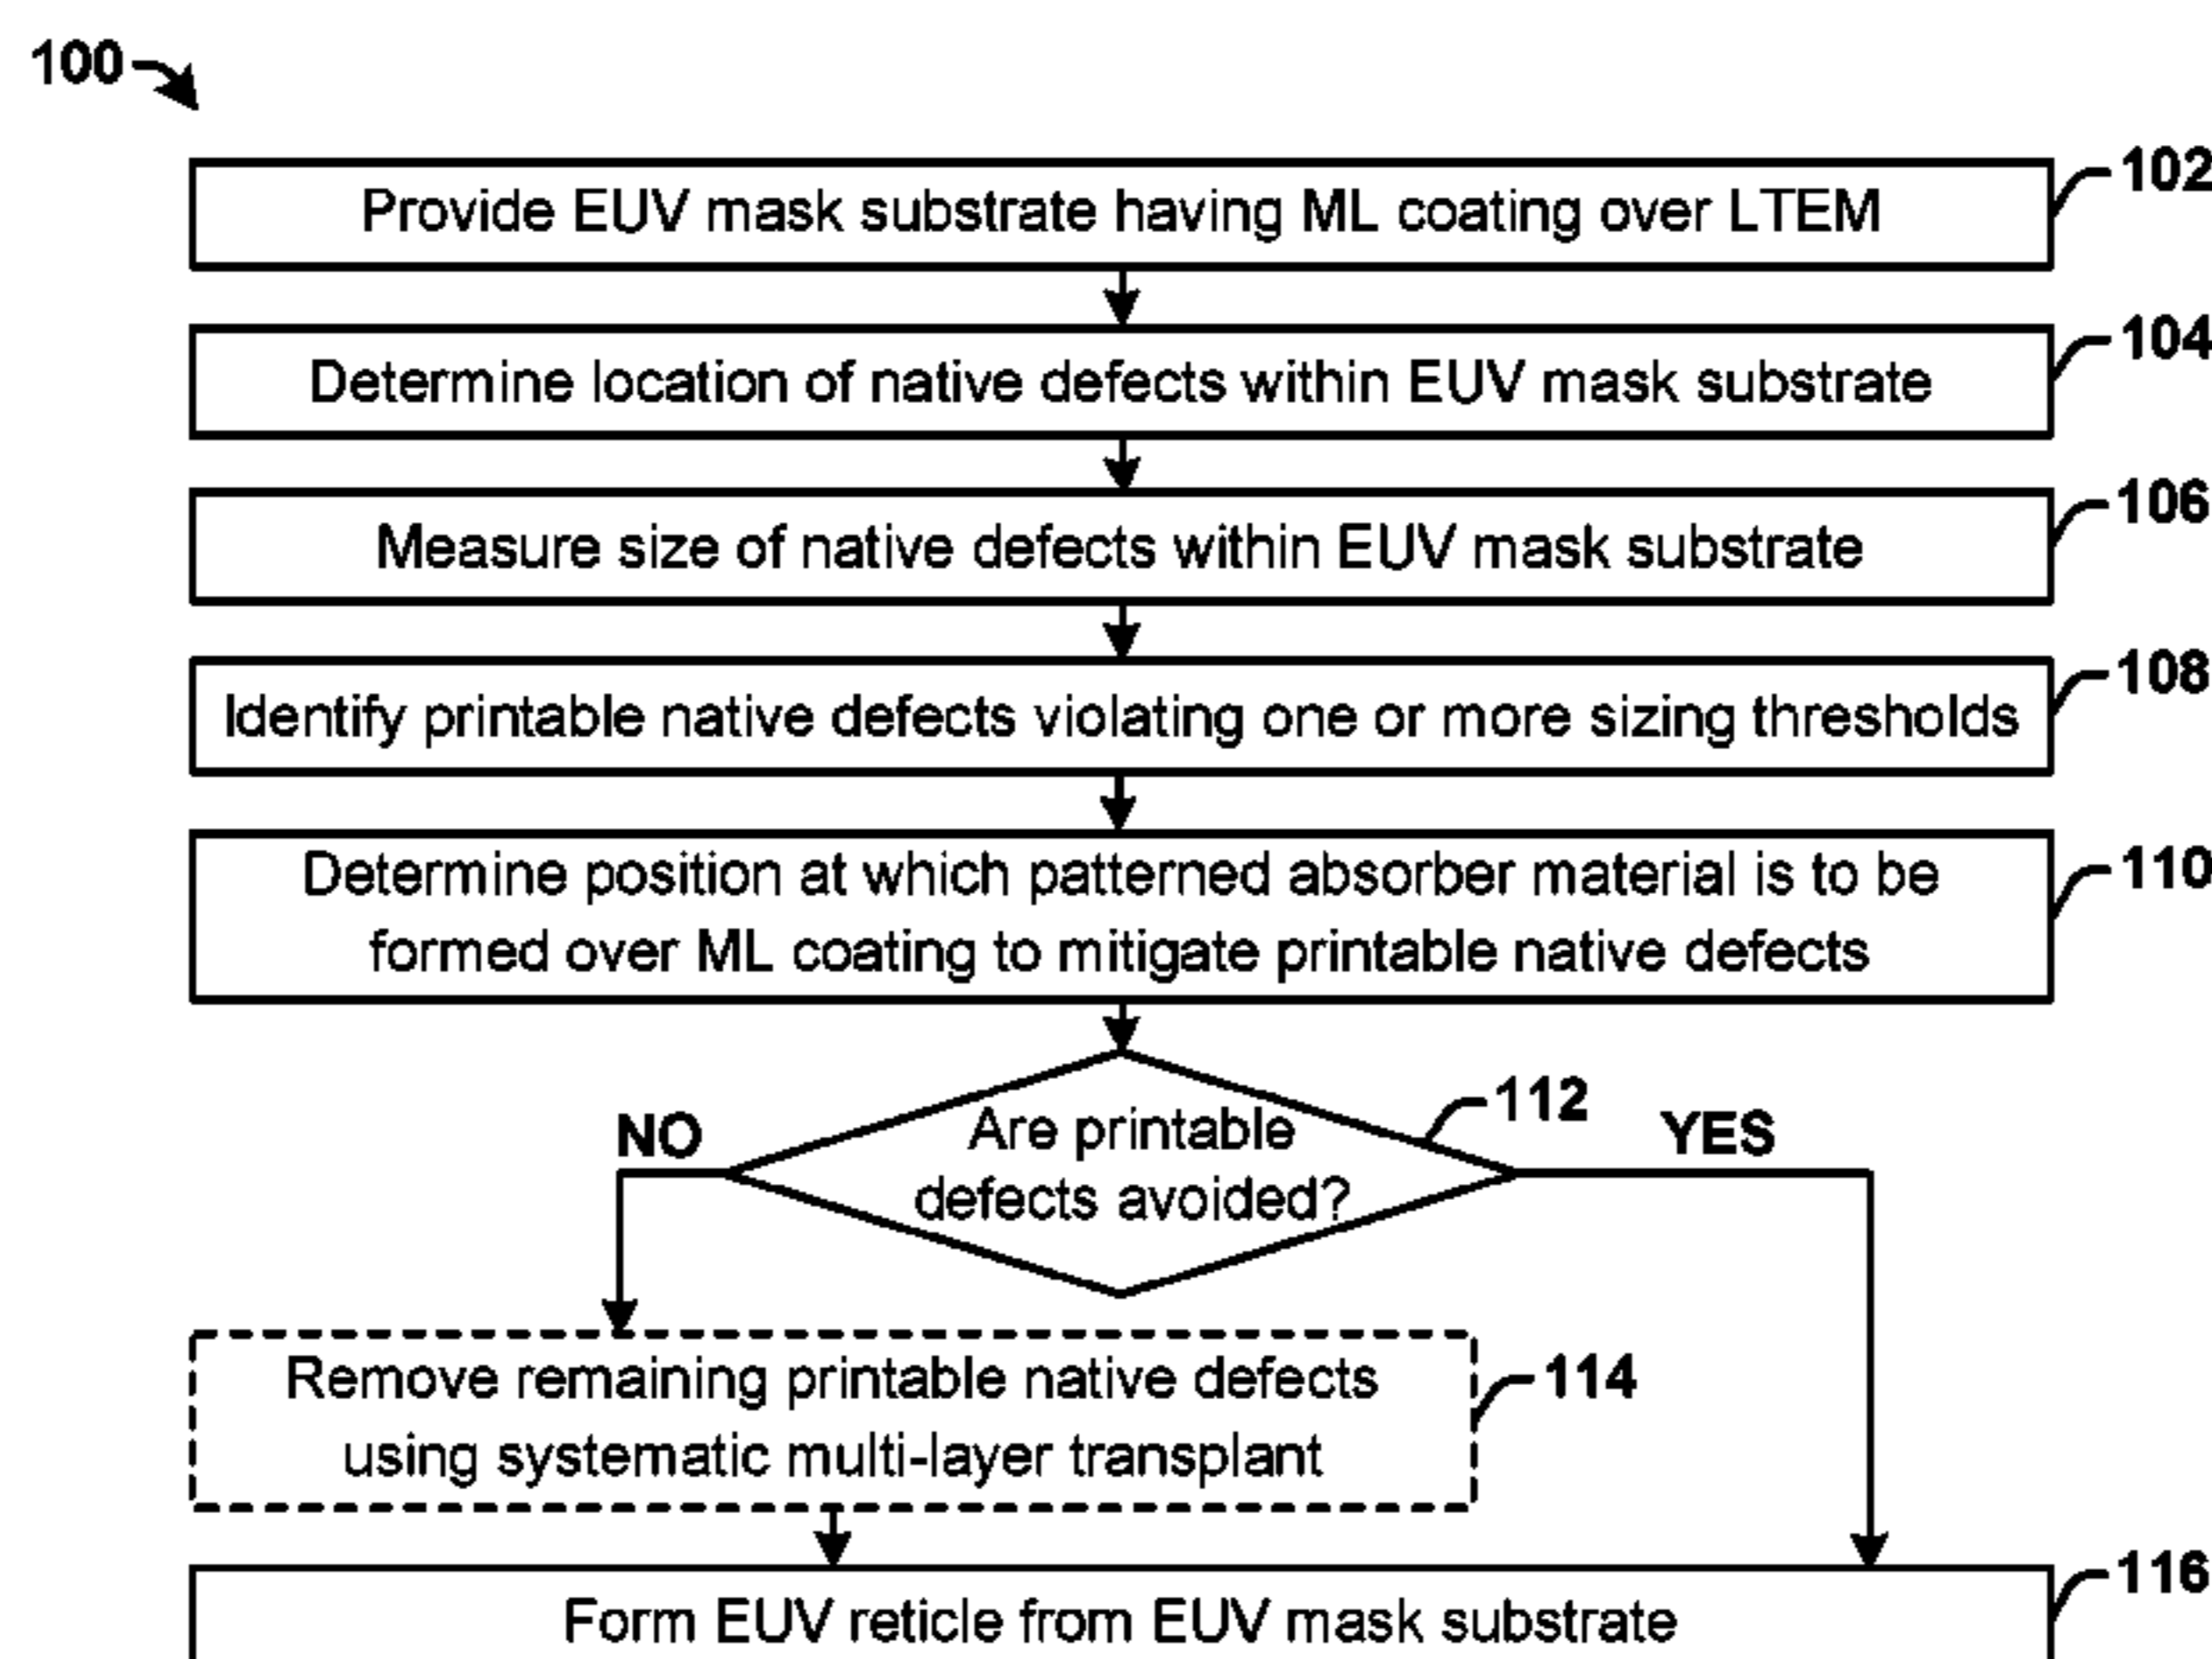 100
Provide EUV mask substrate having ML coating over LTEM
102
Determine location of native defects within EUV mask substrate
104
Measure size of native defects within EUV mask substrate
106
Identify printable native defects violating one or more sizing thresholds
108
Determine position at which patterned absorber material is to be
formed over ML coating to mitigate printable native defects
110
Are printable
defects avoided?
112
NO
YES
Remove remaining printable native defects
using systematic multi-layer transplant
114
Form EUV reticle from EUV mask substrate
116